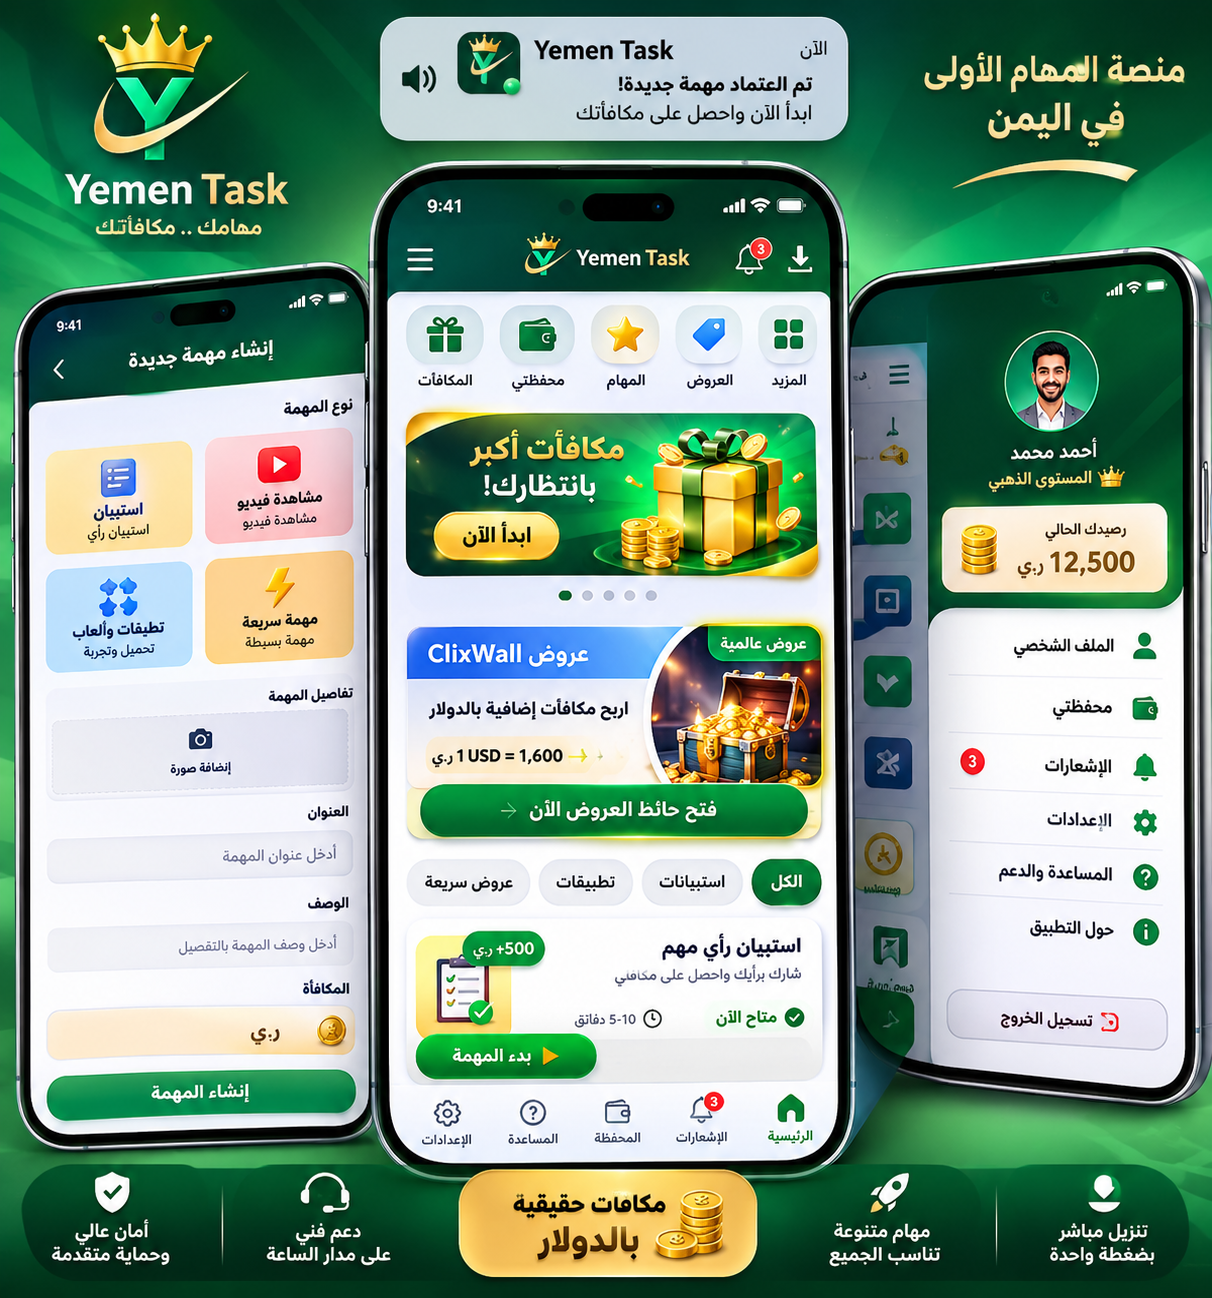 Yemen Task
مهامك .. مكافأتك
Yemen Task
الآن
تم الاعتماد مهمة جديدة!
ابدأ الآن واحصل على مكافأتك
منصة المهام الأولى
في اليمن
9:41
إنشاء مهمة جديدة
نوع المهمة
مشاهدة فيديو
مشاهدة فيديو
استبيان
استبيان رأي
مهمة سريعة
مهمة بسيطة
تطيفات وألعاب
تحميل وتجربة
تفاصيل المهمة
إنضافة صورة
العنوان
أدخل عنوان المهمة
الوصف
أدخل وصف المهمة بالتفصيل
المكافأة
ر.ي
إنشاء المهمة
9:41
Yemen Task
3
المزيد
العروض
المهام
محفظتي
المكافآت
مكافآت أكبر
بانتظارك!
ابدأ الآن
عروض ClixWall
عروض عالمية
اربح مكافآت إضافية بالدولار
1 USD = 1,600 ر.ي
فتح حائط العروض الأن
الكل
استبيانات
تطبيقات
عروض سريعة
استبيان رأي مهم
شارك برأيك واحصل على مكافاتي
+500 ر.ي
متاح الآن
5-10 دقائق
بدء المهمة
الرئيسية
الإشعارات
3
المحفظة
المساعدة
الإعدادات
أحمد محمد
المستوى الذهبي
رصيدك الحالي
12,500 ر.ي
الملف الشخصي
محفظتي
الإشعارات
3
الإعدادات
المساعدة والدعم
حول التطبيق
تسجيل الخروج
تنزيل مباشر
بضغطة واحدة
مهام متنوعة
تناسب الجميع
مكافات حقيقية
بالدولار
دعم فني
على مدار الساعة
أمان عالي
وحماية متقدمة